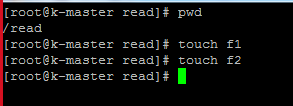 [root@k-master read]# pwd
/read
[root@k-master read]# touch f1
[root@k-master read]# touch f2
[root@k-master read]#